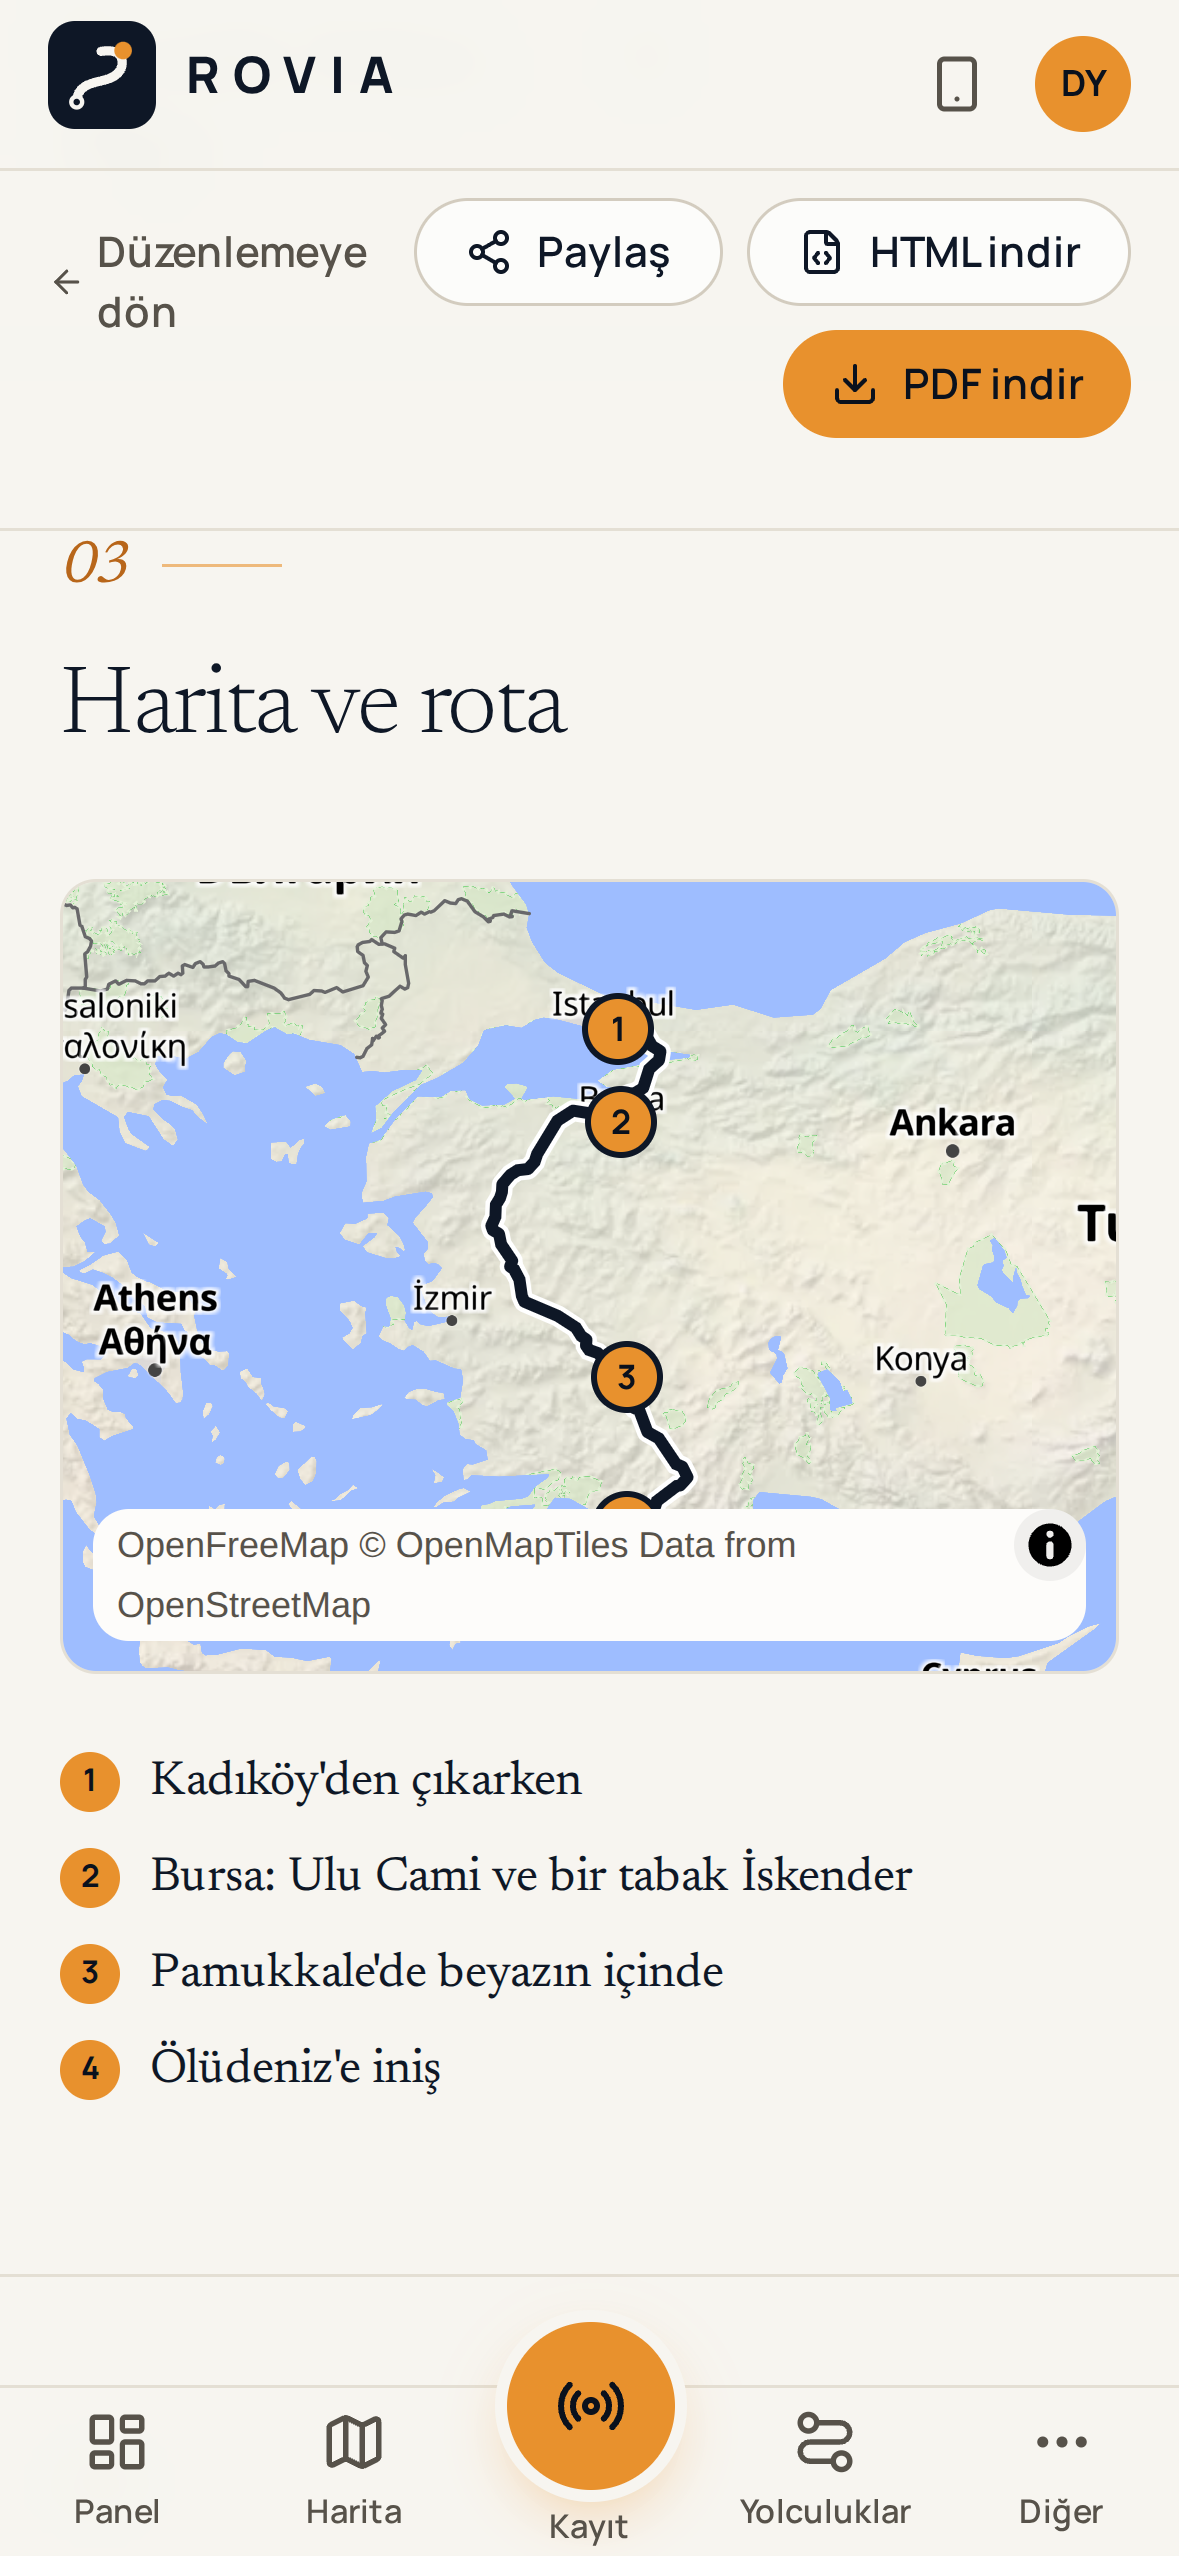 ROVIA
DY
Düzenlemeye
dön
Paylaş
HTML indir
PDF indir
03
Harita ve rota
saloniki
αλονίκη
1
2
Ankara
Athens
Αθήνα
İzmir
3
Konya
OpenFreeMap © OpenMapTiles Data from
OpenStreetMap
1 Kadıköy'den çıkarken
2 Bursa: Ulu Cami ve bir tabak İskender
3 Pamukkale'de beyazın içinde
4 Ölüdeniz'e iniş
Panel
Harita
Kayıt
Yolculuklar
Diğer